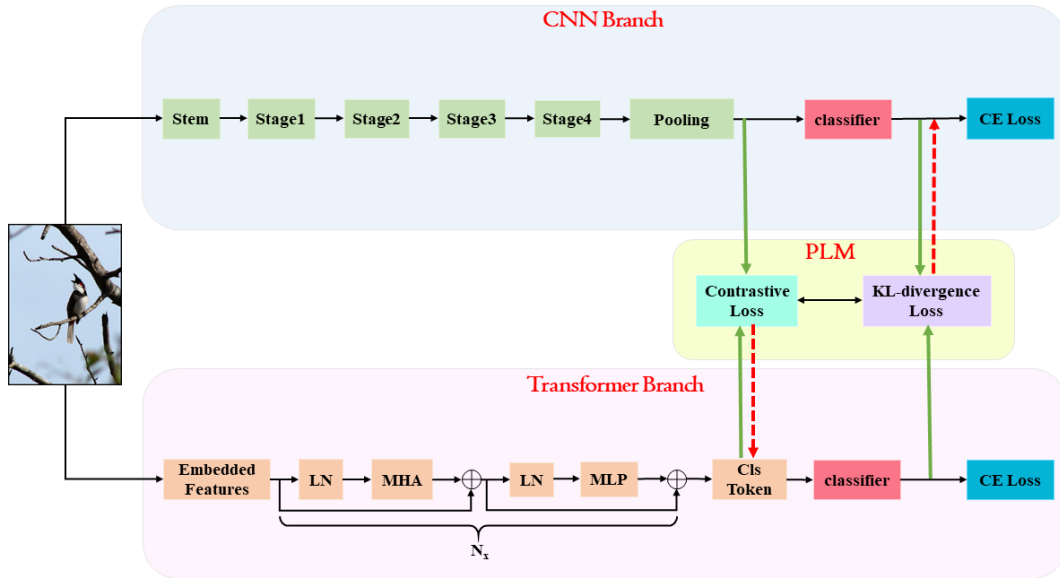 CNN Branch
Stem
Stage1
Stage2
Stage3
Stage4
Pooling
classifier
CE Loss
PLM
Contrastive
Loss
KL-divergence
Loss
Transformer Branch
Embedded
Features
LN
MHA
LN
MLP
Cls
Token
classifier
CE Loss
Nx